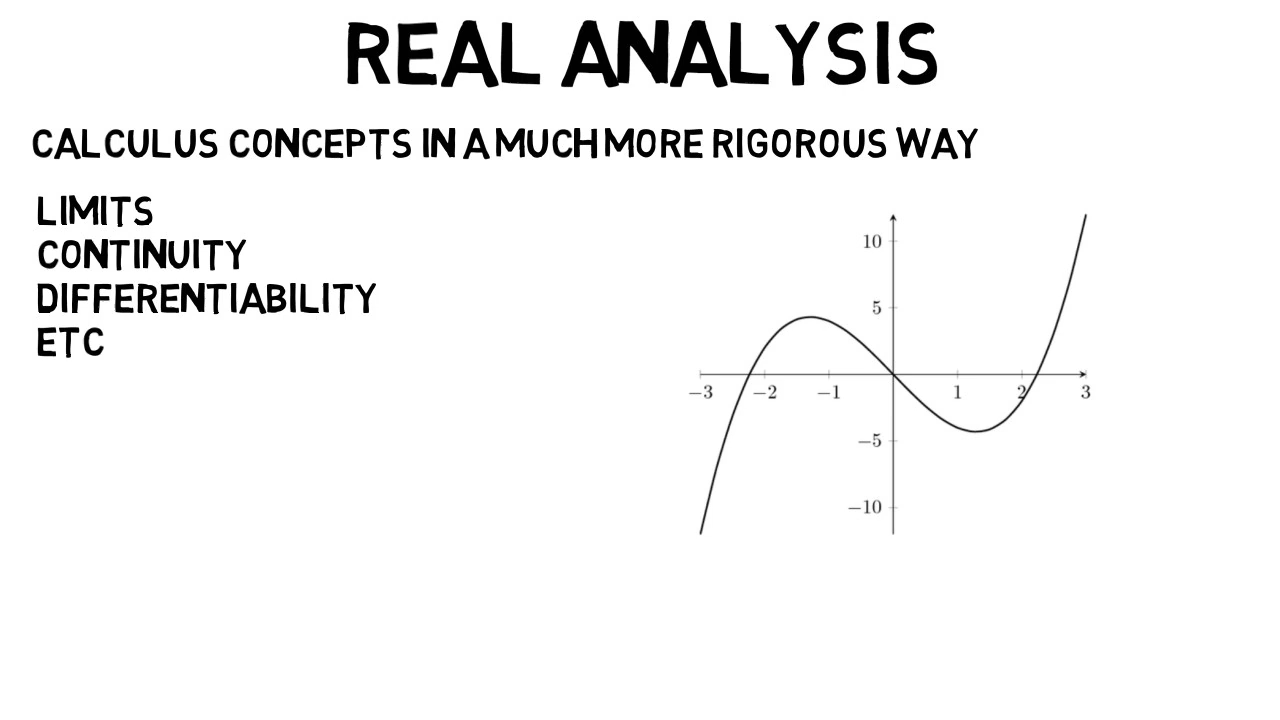 REAL ANALYSIS
CALCULUS CONCEPTS IN A MUCH MORE RIGOROUS WAY
LIMITS
CONTINUITY
DIFFERENTIABILITY
ETC
10
5
−3 −2 −1 1 2 3
−5
−10